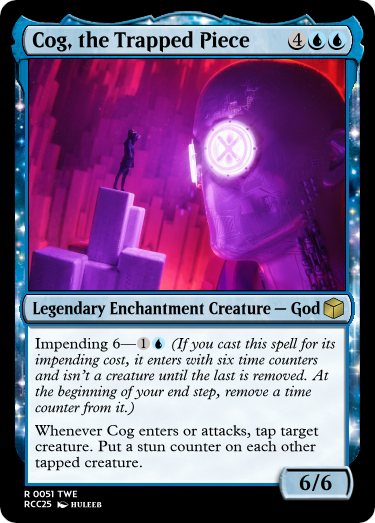 Cog, the Trapped Piece 4
Legendary Enchantment Creature — God
Impending 6—1 (If you cast this spell for its
impending cost, it enters with six time counters
and isn't a creature until the last is removed. At
the beginning of your end step, remove a time
counter from it.)
Whenever Cog enters or attacks, tap target
creature. Put a stun counter on each other
tapped creature.
6/6
R 0051 TWE
RCC25 HULEEB